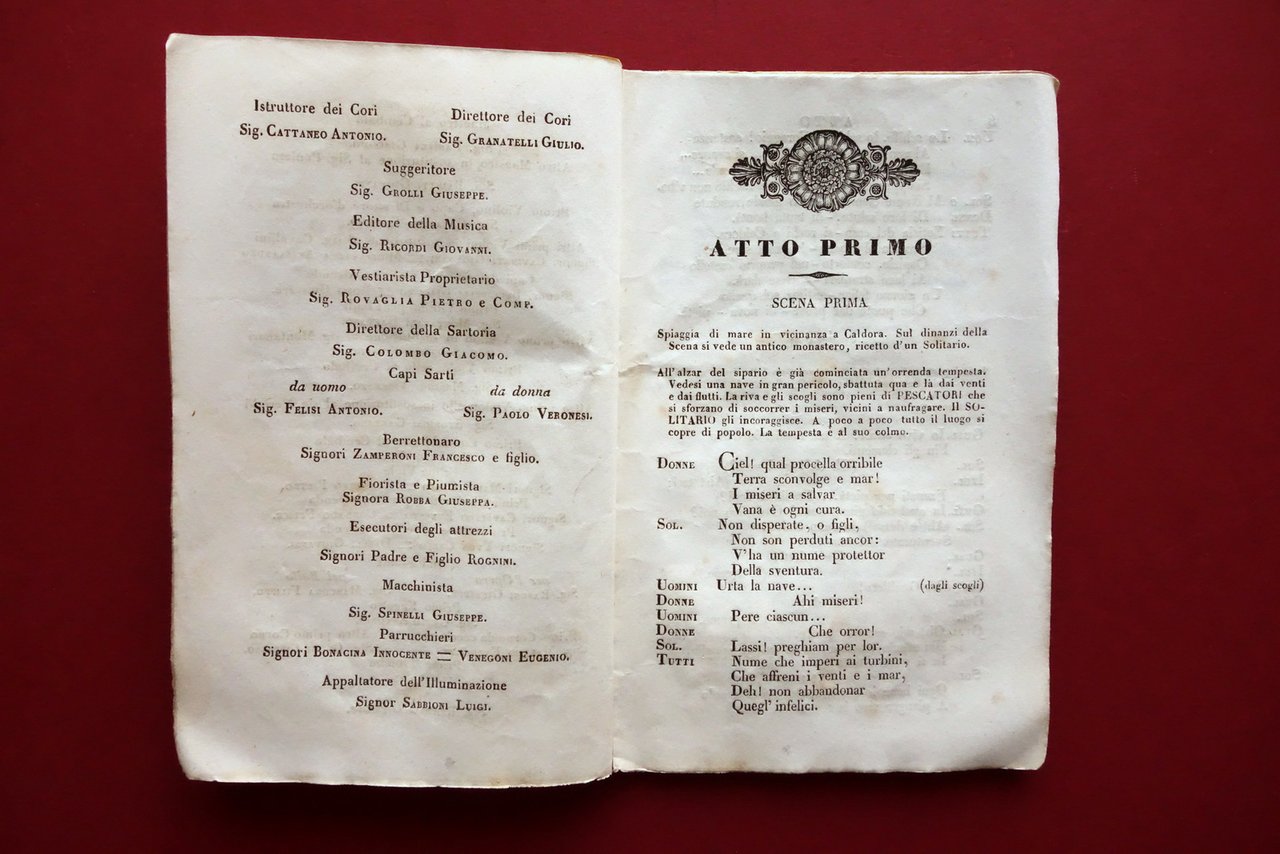 Istruttore dei Cori
Sig. CATTANEO ANTONIO.
Direttore dei Cori
Sig. GRANATELLI GIULIO.
Suggeritore
Sig. GROLLI GIUSEPPE.
Editore della Musica
Sig. RICORDI GIOVANNI.
Vestiarista Proprietario
Sig. ROVAGLIA PIETRO e COMP.
Direttore della Sartoria
Sig. COLOMBO GIACOMO.
Capi Sarti
da uomo
Sig. FELISI ANTONIO.
da donna
Sig. PAOLO VERONESI.
Berrettonaro
Signori ZAMPERONI FRANCESCO e figlio.
Fiorista e Piumista
Signora ROBBA GIUSEPPA.
Esecutori degli attrezzi
Signori Padre e Figlio ROGNINI.
Macchinista
Sig. SPINELLI GIUSEPPE.
Parrucchieri
Signori BONACINA INNOCENTE = VENEGONI EUGENIO.
Appaltatore dell'Illuminazione
Signor SABBIONI LUIGI.
ATTO PRIMO
SCENA PRIMA
Spiaggia di mare in vicinanza a Caldora. Sul dinanzi della
Scena si vede un antico monastero, ricetto d'un Solitario.
All'alzar del sipario è già cominciata un'orrenda tempesta.
Vedesi una nave in gran pericolo, sbattuta qua e là dai venti
e dai flutti. La riva e gli scogli sono pieni di PESCATORI che
si sforzano di soccorrer i miseri, vicini a naufragare. Il SO-
LITARIO gli incoraggisce. A poco a poco tutto il luogo si
copre di popolo. La tempesta è al suo colmo.
DONNE Ciel! qual procella orribile
Terra sconvolge e mar!
I miseri a salvar
Vana è ogni cura.
SOL. Non disperate, o figli,
Non son perduti ancor:
V'ha un nume protettor
Della sventura.
UOMINI Urta la nave... (dagli scogli)
DONNE Ahi miseri!
UOMINI Pere ciascun...
DONNE Che orror!
SOL. Lassi! preghiam per lor.
TUTTI Nume che imperi ai turbini,
Che affreni i venti e i mar,
Deh! non abbandonar
Quegl' infelici.